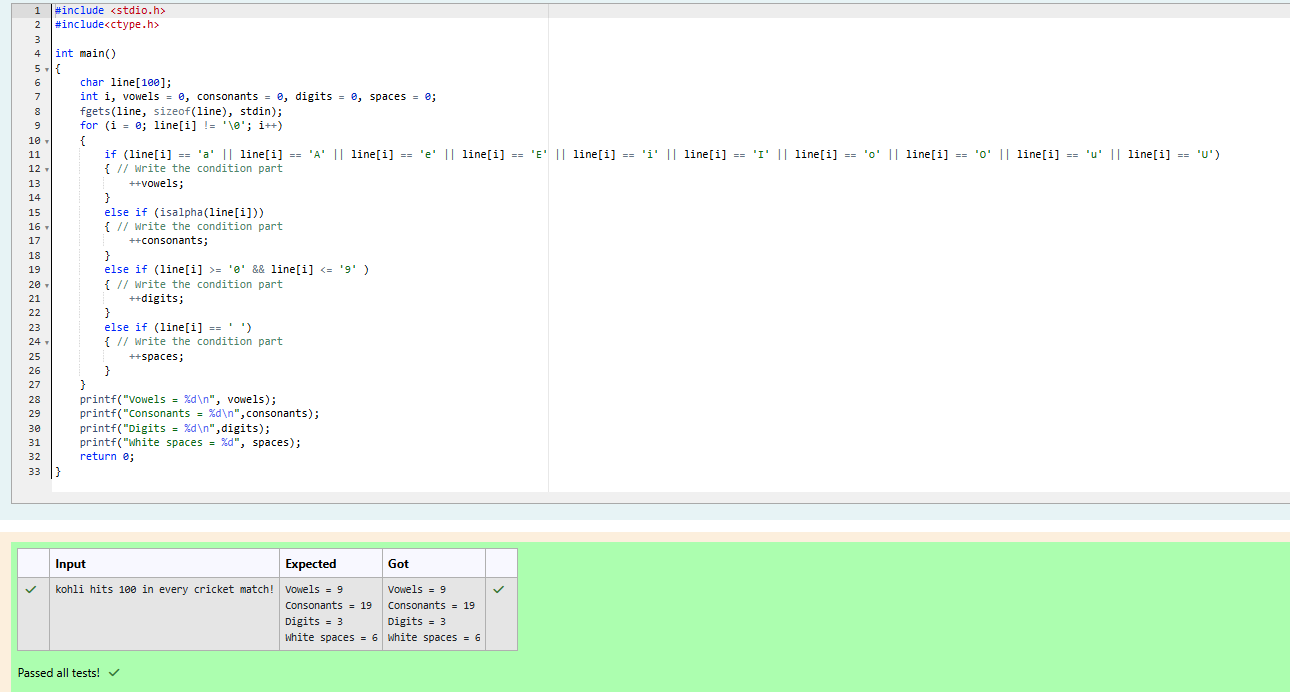 1 #include <stdio.h>
2 #include<ctype.h>
3
4 int main()
5 {
6     char line[100];
7     int i, vowels = 0, consonants = 0, digits = 0, spaces = 0;
8     fgets(line, sizeof(line), stdin);
9     for (i = 0; line[i] != '\0'; i++)
10     {
11         if (line[i] == 'a' || line[i] == 'A' || line[i] == 'e' || line[i] == 'E' || line[i] == 'i' || line[i] == 'I' || line[i] == 'o' || line[i] == 'O' || line[i] == 'u' || line[i] == 'U')
12         { // Write the condition part
13             ++vowels;
14         }
15         else if (isalpha(line[i]))
16         { // Write the condition part
17             ++consonants;
18         }
19         else if (line[i] >= '0' && line[i] <= '9' )
20         { // Write the condition part
21             ++digits;
22         }
23         else if (line[i] == ' ')
24         { // Write the condition part
25             ++spaces;
26         }
27     }
28     printf("Vowels = %d\n", vowels);
29     printf("Consonants = %d\n",consonants);
30     printf("Digits = %d\n",digits);
31     printf("White spaces = %d", spaces);
32     return 0;
33 }
Input Expected Got
kohli hits 100 in every cricket match! Vowels = 9 Vowels = 9
Consonants = 19 Consonants = 19
Digits = 3 Digits = 3
White spaces = 6 White spaces = 6
Passed all tests!